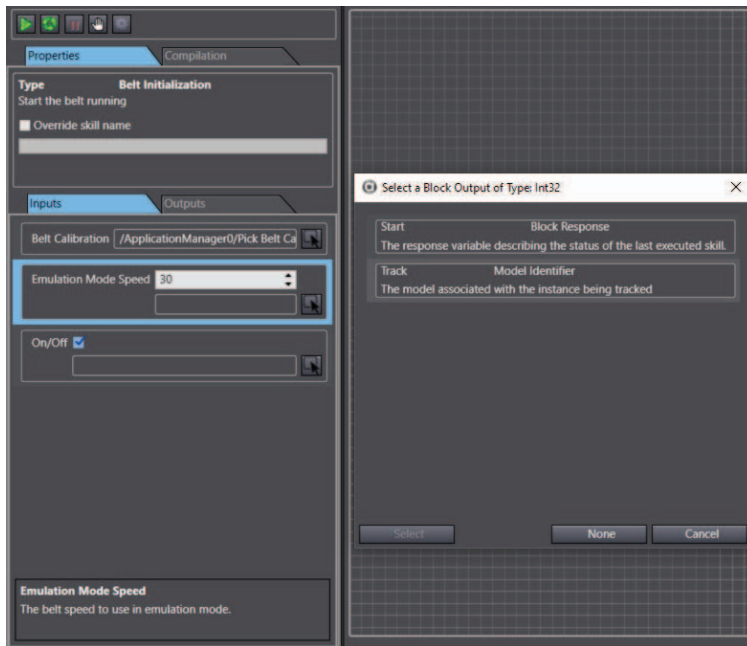 Properties
Compilation
Type Belt Initialization
Start the belt running
Override skill name
Inputs
Outputs
Belt Calibration /ApplicationManager0/Pick Belt Ca
Emulation Mode Speed 30
On/Off
Emulation Mode Speed
The belt speed to use in emulation mode.
Select a Block Output of Type: Int32
Start Block Response
The response variable describing the status of the last executed skill.
Track Model Identifier
The model associated with the instance being tracked
Select
None
Cancel